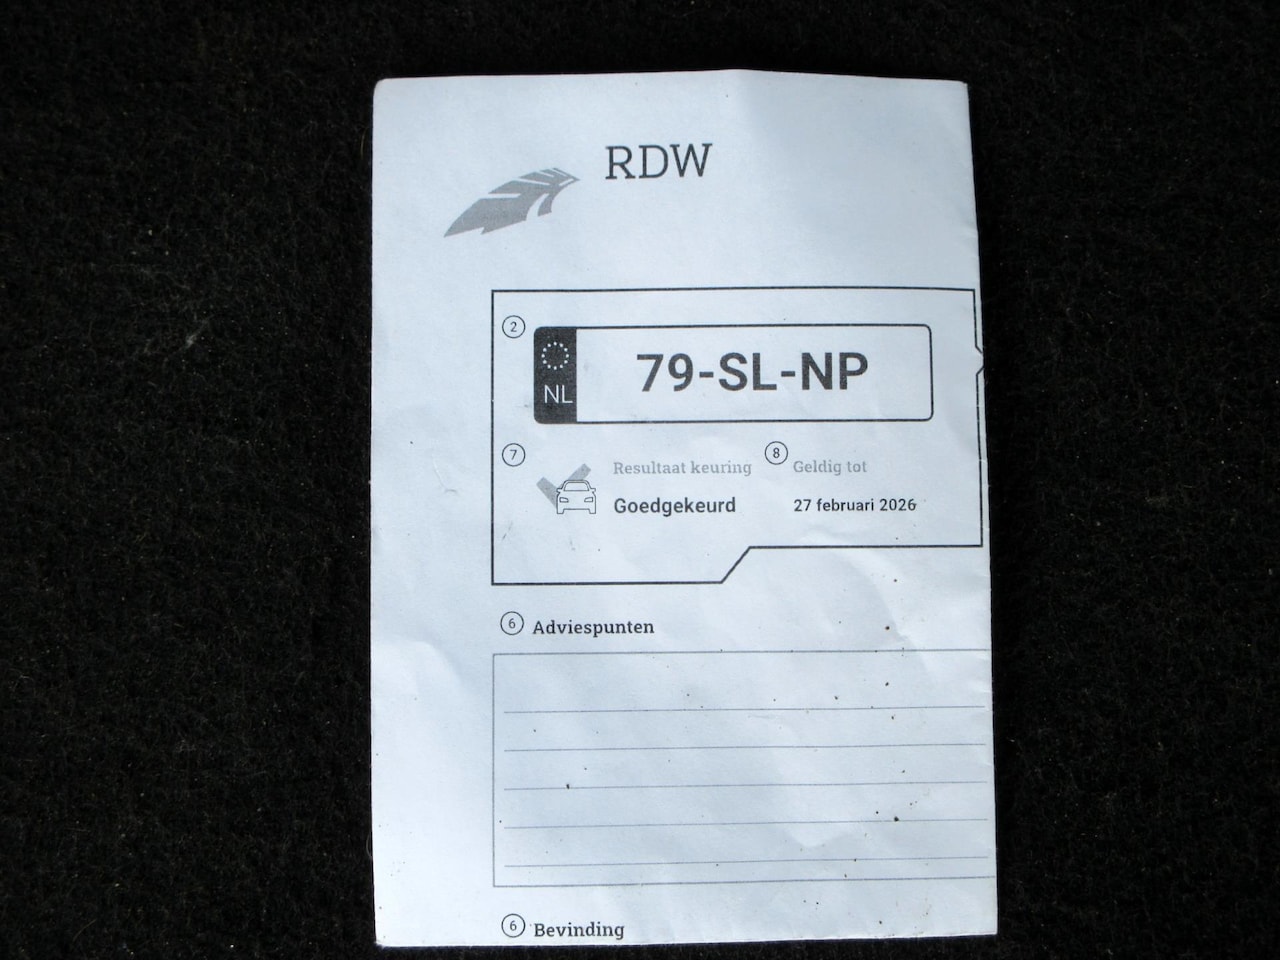 RDW
2
NL
79-SL-NP
7
Resultaat keuring
8
Geldig tot
Goedgekeurd
27 februari 2026
6 Adviespunten
6 Bevinding